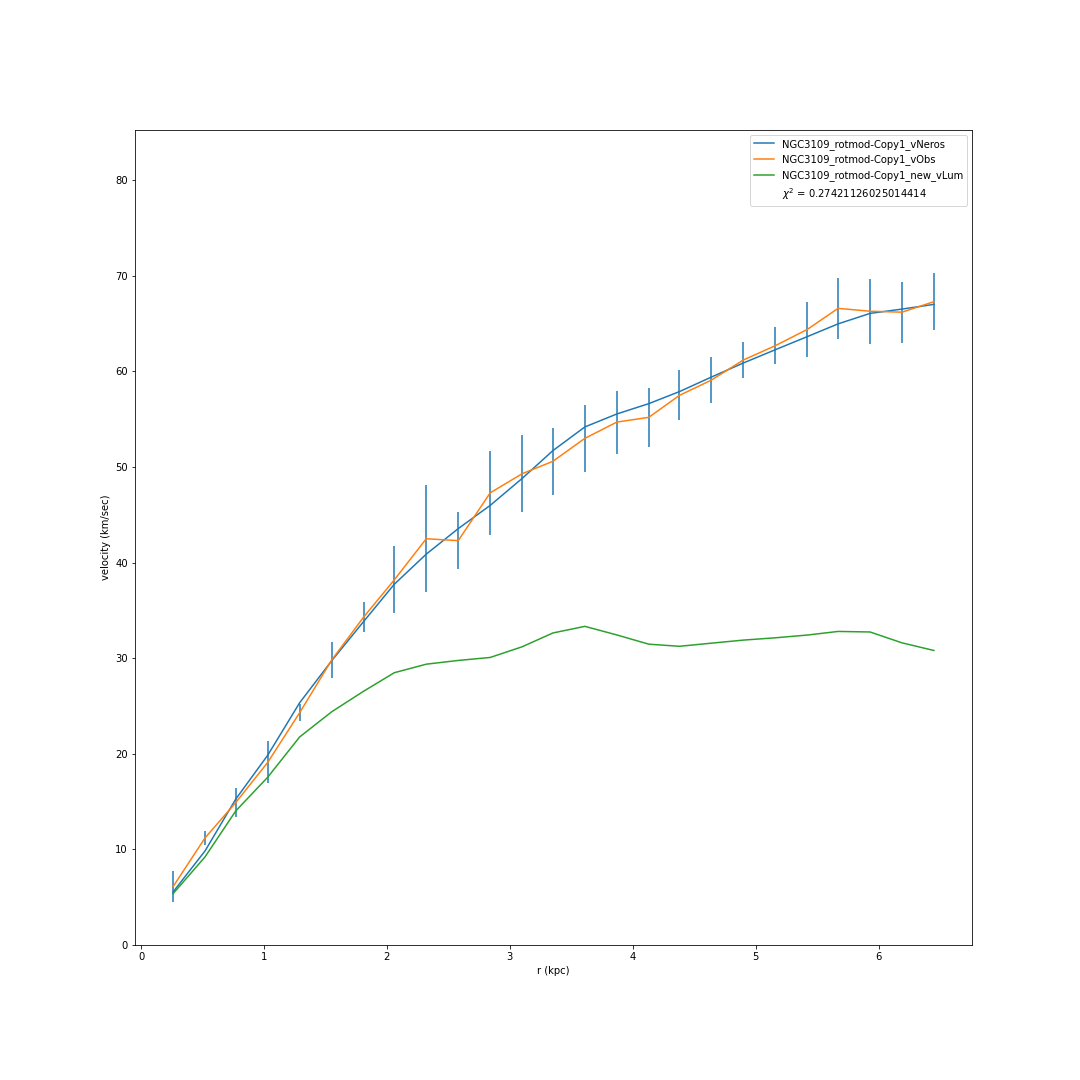 NGC3109_rotmod-Copy1_vNeros
NGC3109_rotmod-Copy1_vObs
NGC3109_rotmod-Copy1_new_vLum
χ² = 0.27421126025014414
80
70
60
50
40
30
20
10
0
velocity (km/sec)
0 1 2 3 4 5 6
r (kpc)